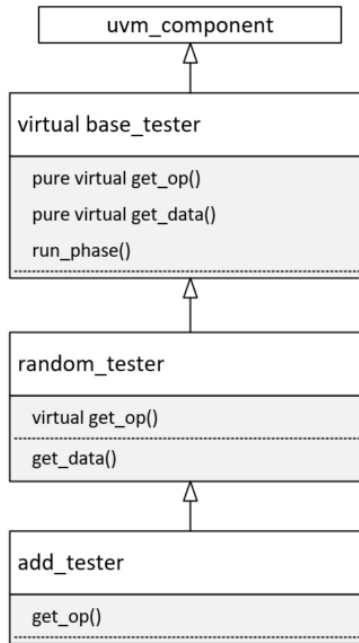 uvm_component
virtual base_tester
pure virtual get_op()
pure virtual get_data()
run_phase()
random_tester
virtual get_op()
get_data()
add_tester
get_op()